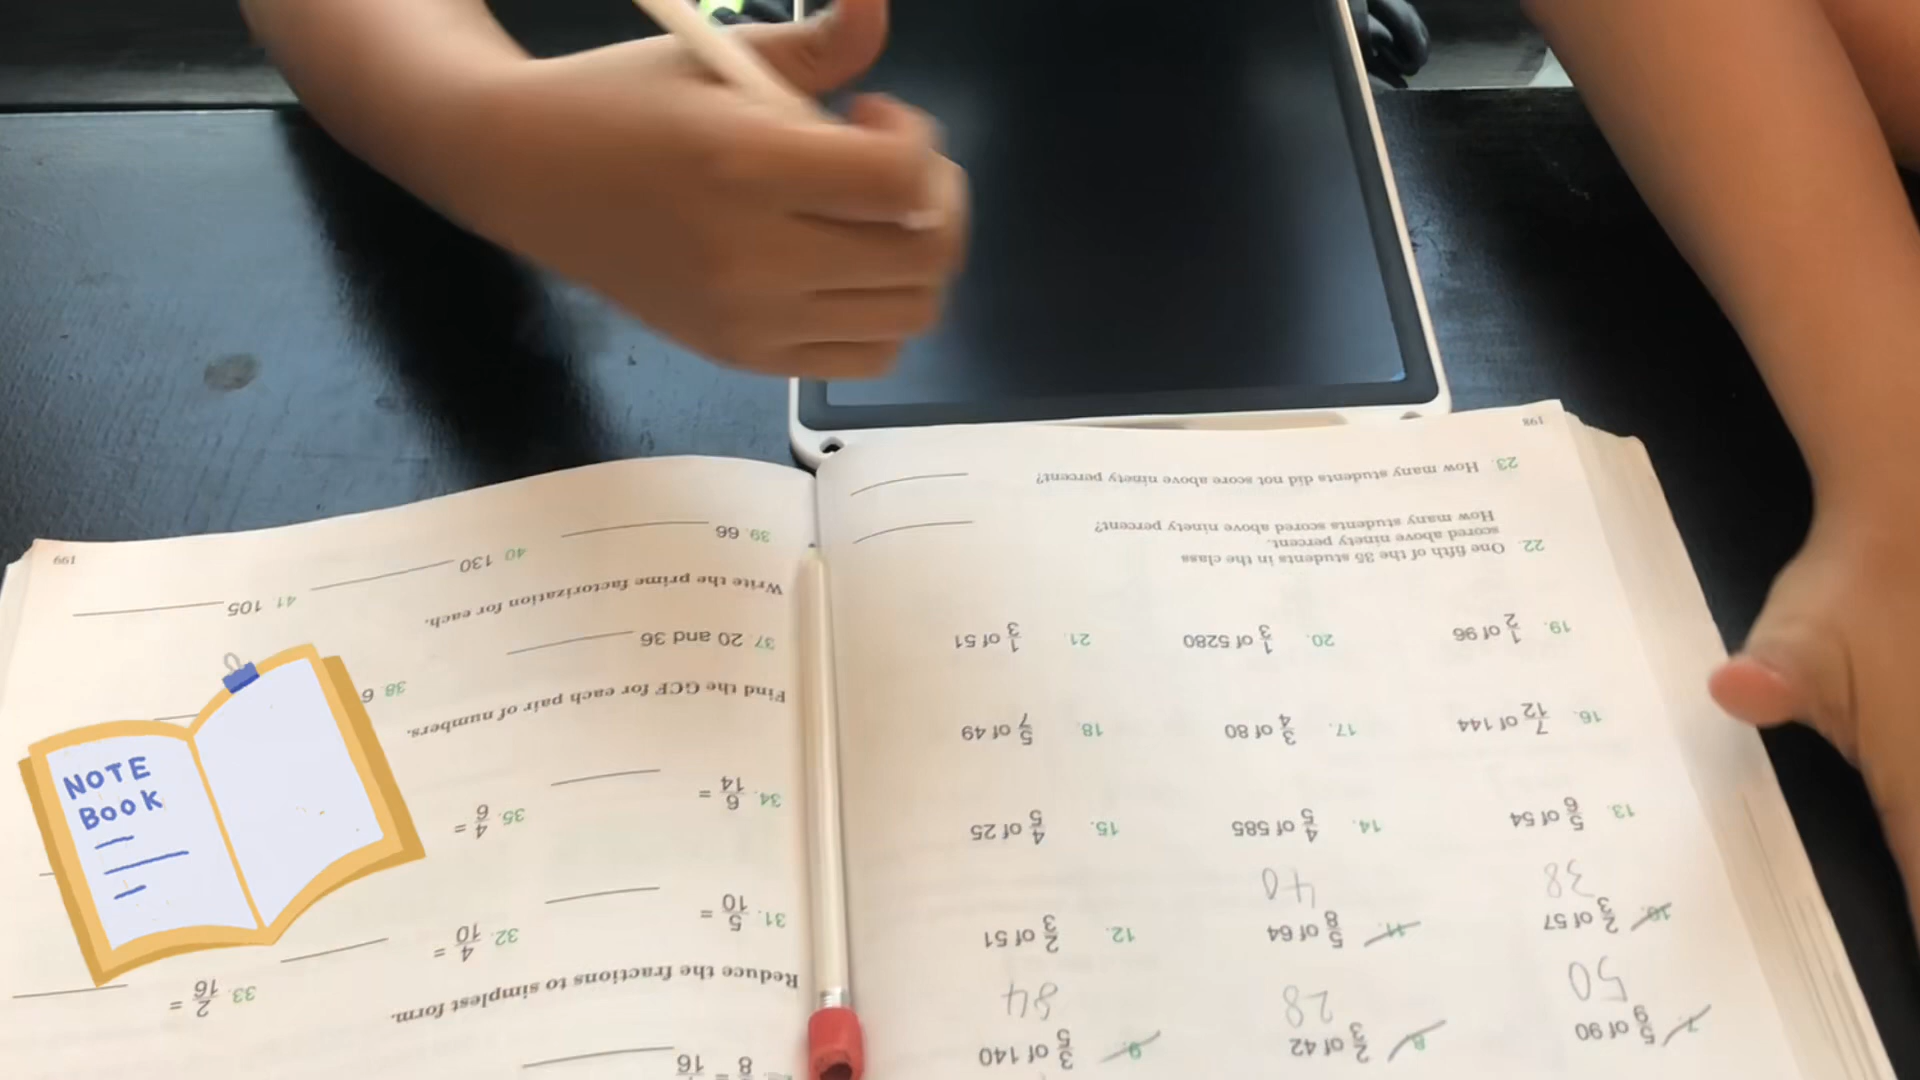 7. 5/9 of 90
50
8. 2/3 of 42
28
9. 3/5 of 140
84
10. 2/3 of 57
38
11. 5/8 of 64
40
12. 2/3 of 51
13. 5/6 of 54
14. 4/5 of 585
15. 4/5 of 25
16. 7/12 of 144
17. 3/4 of 80
18. 5/7 of 49
19. 1/2 of 96
20. 1/3 of 5280
21. 1/3 of 51
22. One fifth of the 35 students in the class
scored above ninety percent.
How many students scored above ninety percent?
23. How many students did not score above ninety percent?
198
8/16 =
Reduce the fractions to simplest form.
31. 5/10 =
32. 4/10 =
33. 2/16 =
34. 6/14 =
35. 4/6 =
Find the GCF for each pair of numbers.
37. 20 and 36
38. 6
Write the prime factorization for each.
39. 66
40. 130
41. 105
199
NOTE
BOOK